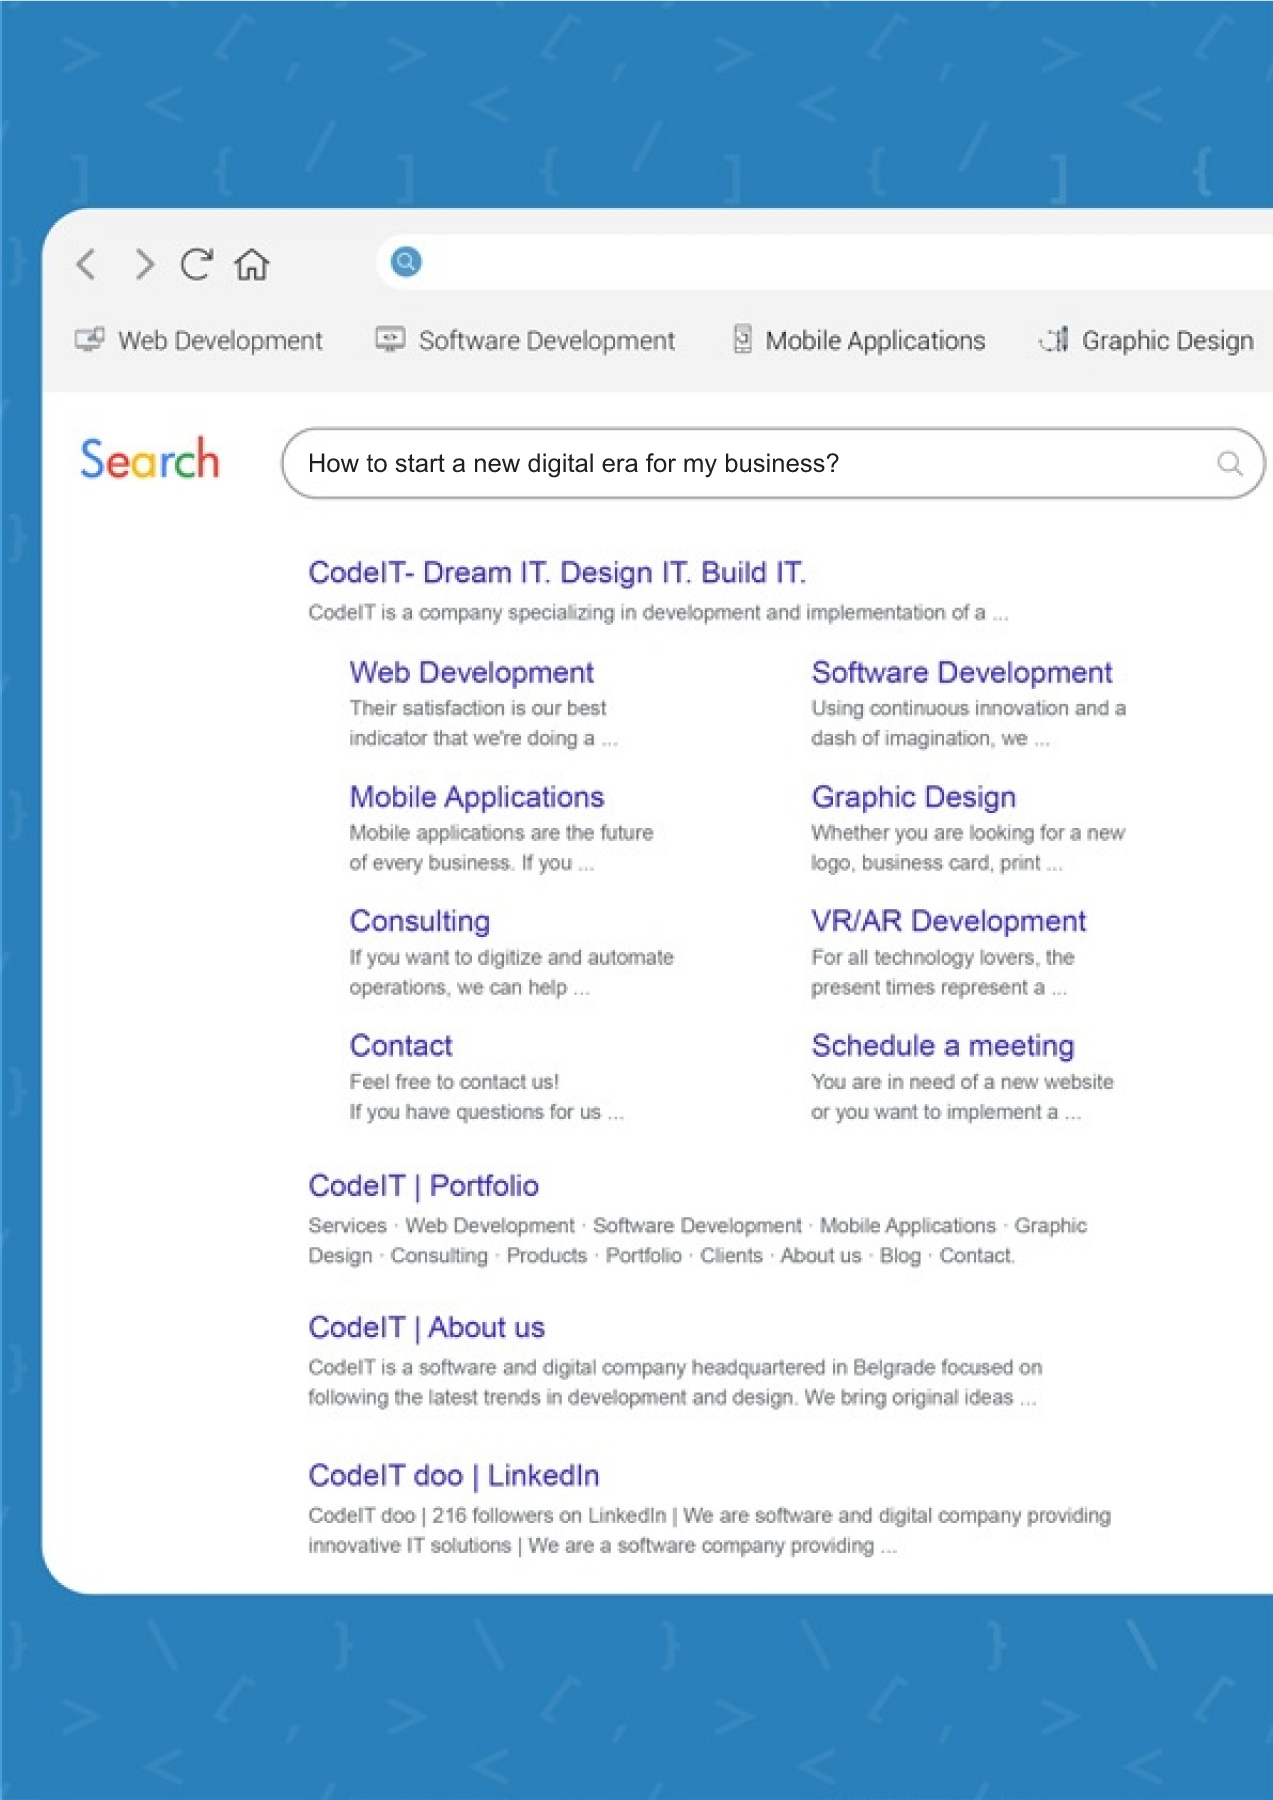 Web Development Software Development Mobile Applications Graphic Design
Search How to start a new digital era for my business?
CodeIT- Dream IT. Design IT. Build IT.
CodeIT is a company specializing in development and implementation of a ...
Web Development
Their satisfaction is our best
indicator that we're doing a ...
Software Development
Using continuous innovation and a
dash of imagination, we ...
Mobile Applications
Mobile applications are the future
of every business. If you ...
Graphic Design
Whether you are looking for a new
logo, business card, print ...
Consulting
If you want to digitize and automate
operations, we can help ...
VR/AR Development
For all technology lovers, the
present times represent a ...
Contact
Feel free to contact us!
If you have questions for us ...
Schedule a meeting
You are in need of a new website
or you want to implement a ...
CodeIT | Portfolio
Services · Web Development · Software Development · Mobile Applications · Graphic
Design · Consulting · Products · Portfolio · Clients · About us · Blog · Contact.
CodeIT | About us
CodeIT is a software and digital company headquartered in Belgrade focused on
following the latest trends in development and design. We bring original ideas ...
CodeIT doo | LinkedIn
CodeIT doo | 216 followers on LinkedIn | We are software and digital company providing
innovative IT solutions | We are a software company providing ...